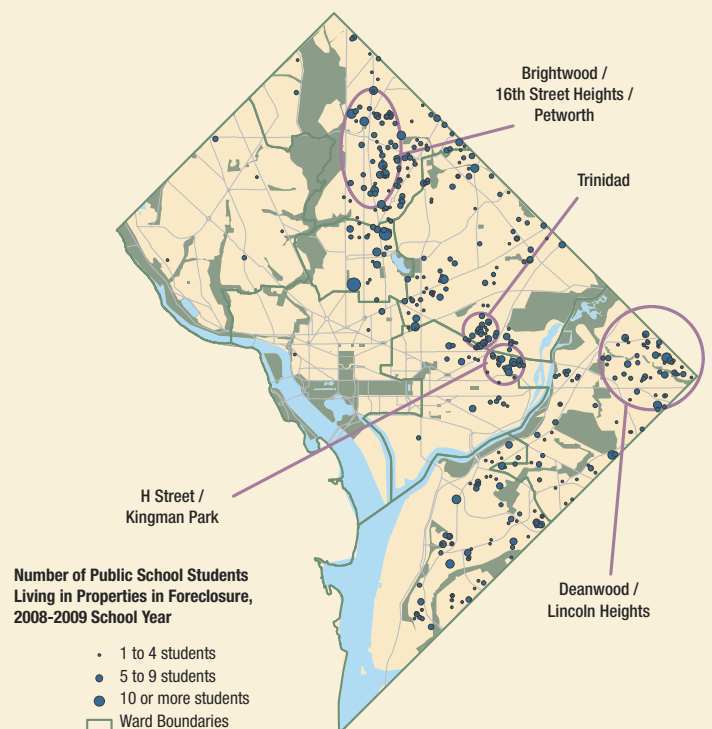 Brightwood /
16th Street Heights /
Petworth
Trinidad
H Street /
Kingman Park
Deanwood /
Lincoln Heights
Number of Public School Students
Living in Properties in Foreclosure,
2008-2009 School Year
1 to 4 students
5 to 9 students
10 or more students
Ward Boundaries